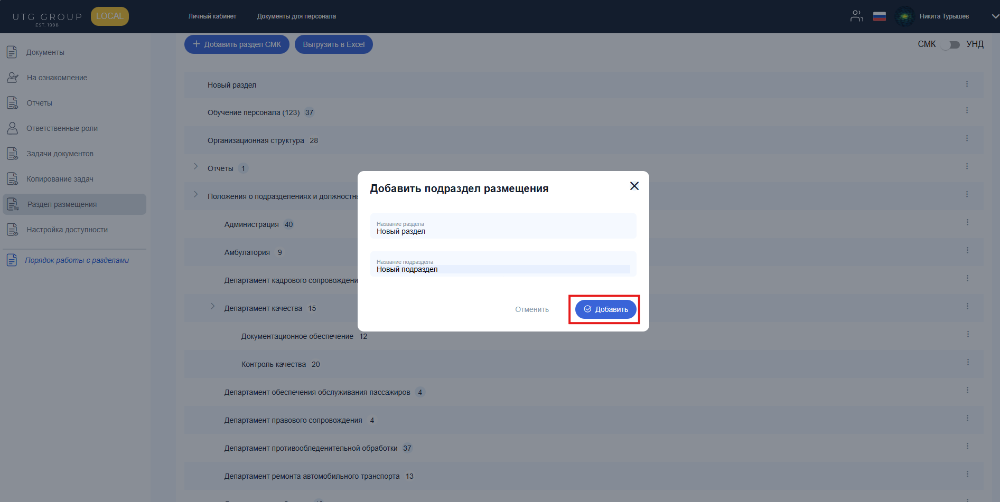 UTG GROUP
EST. 1998
LOCAL
Личный кабинет
Документы для персонала
Никита Турышев
Документы
На ознакомление
Отчеты
Ответственные роли
Задачи документов
Копирование задач
Раздел размещения
Настройка доступности
Порядок работы с разделами
Добавить раздел СМК
Выгрузить в Excel
СМК
УНД
Новый раздел
Обучение персонала (123) 37
Организационная структура 28
Отчёты 1
Положения о подразделениях и должностн
Администрация 40
Амбулатория 9
Департамент кадрового сопровождени
Департамент качества 15
Документационное обеспечение 12
Контроль качества 20
Департамент обеспечения обслуживания пассажиров 4
Департамент правового сопровождения 4
Департамент противообледенительной обработки 37
Департамент ремонта автомобильного транспорта 13
Добавить подраздел размещения
Название раздела
Новый раздел
Название подраздела
Новый подраздел
Отменить
Добавить